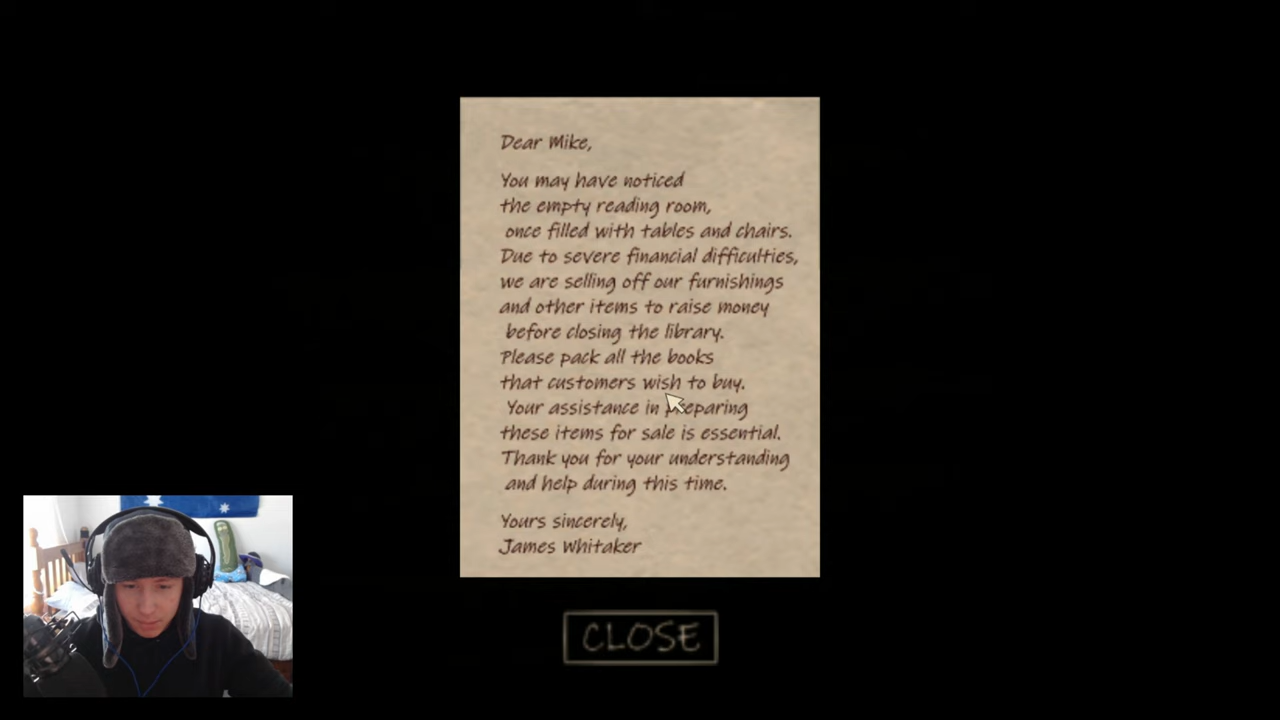 Dear Mike,
You may have noticed
the empty reading room,
once filled with tables and chairs.
Due to severe financial difficulties,
we are selling off our furnishings
and other items to raise money
before closing the library.
Please pack all the books
that customers wish to buy.
Your assistance in preparing
these items for sale is essential.
Thank you for your understanding
and help during this time.
Yours sincerely,
James Whitaker
CLOSE